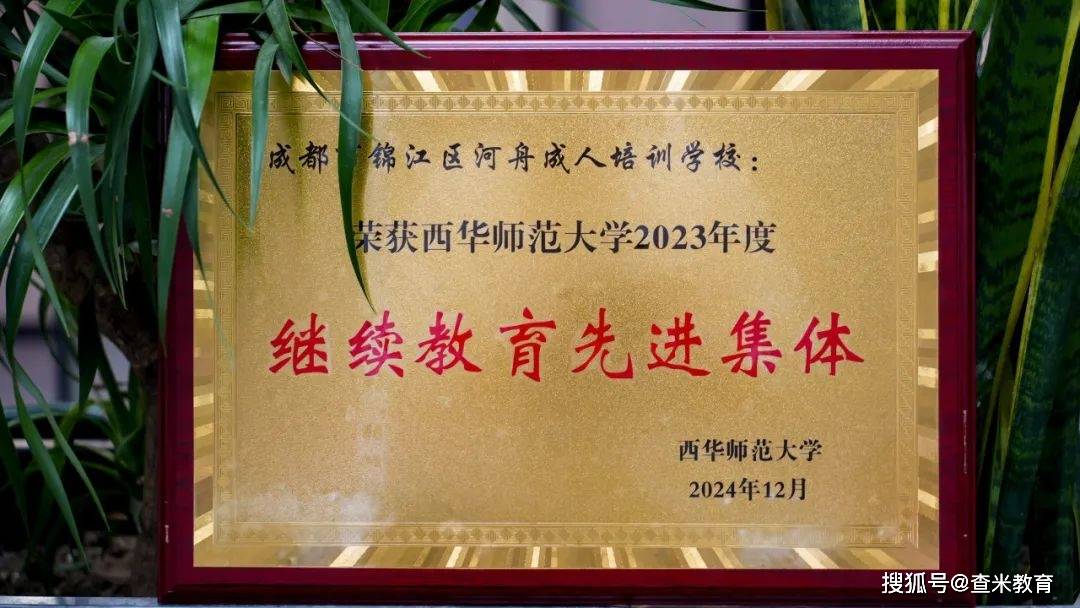 成都市锦江区河舟成人培训学校：
荣获西华师范大学2023年度
继续教育先进集体
西华师范大学
2024年12月
搜狐号@查米教育